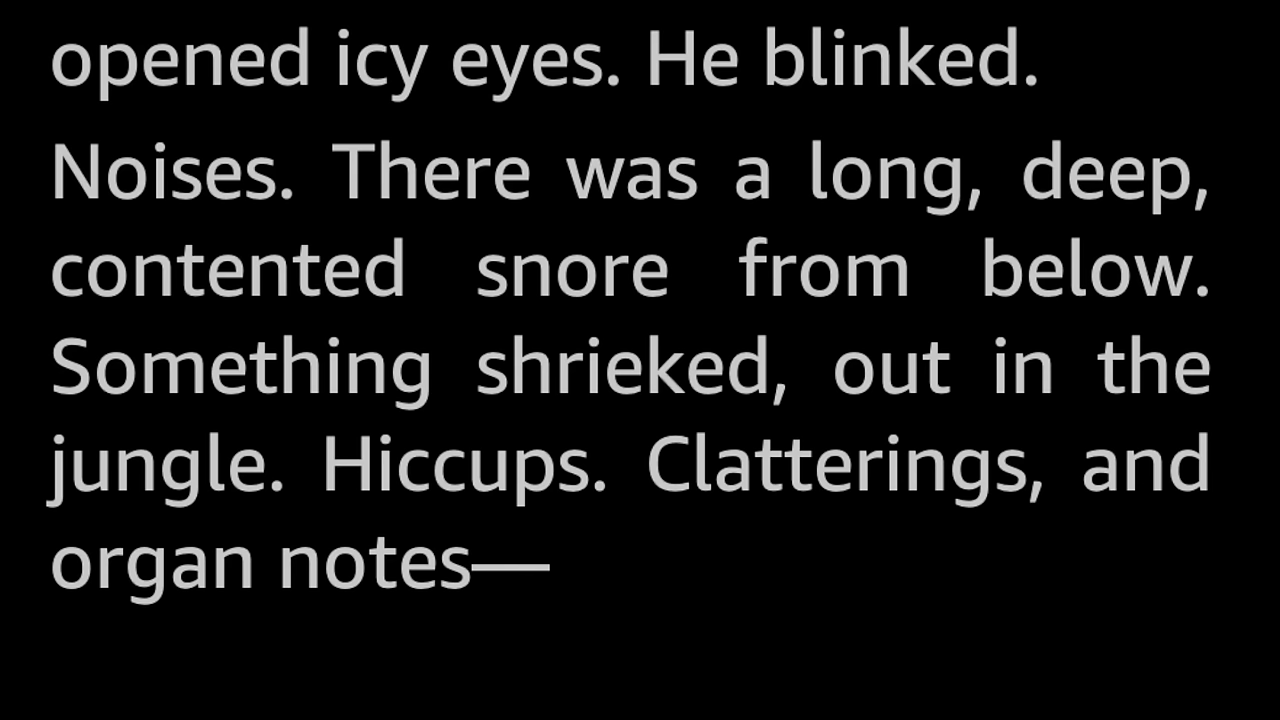 opened icy eyes. He blinked.
Noises. There was a long, deep,
contented snore from below.
Something shrieked, out in the
jungle. Hiccups. Clatterings, and
organ notes—